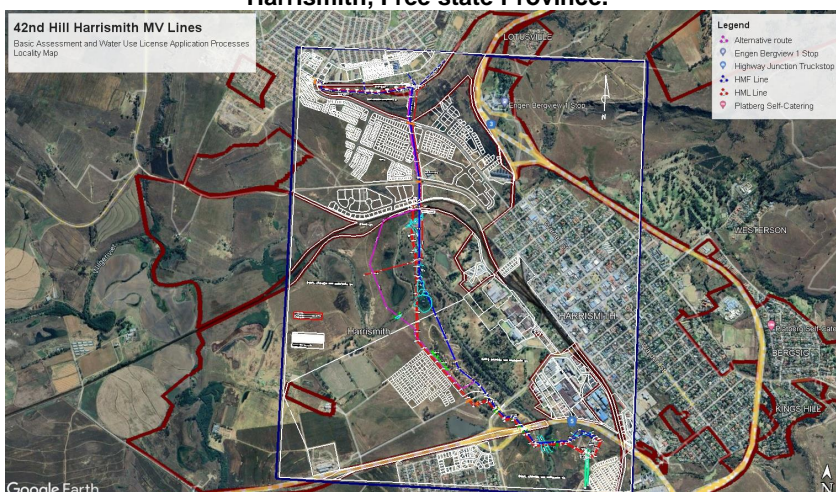 Harrismith, Free state Province.
42nd Hill Harrismith MV Lines
Basic Assessment and Water Use License Application Processes
Locality Map
Legend
Alternative route
Engen Bergview 1 Stop
Highway Junction Truckstop
HMF Line
HML Line
Platberg Self-Catering
LOTUSVILLE
Engen Bergview 1 Stop
3
N
WESTERSON
HARRISMITH
Harrismith
BERGSIG
KINGS HILL
5
Google Earth
N